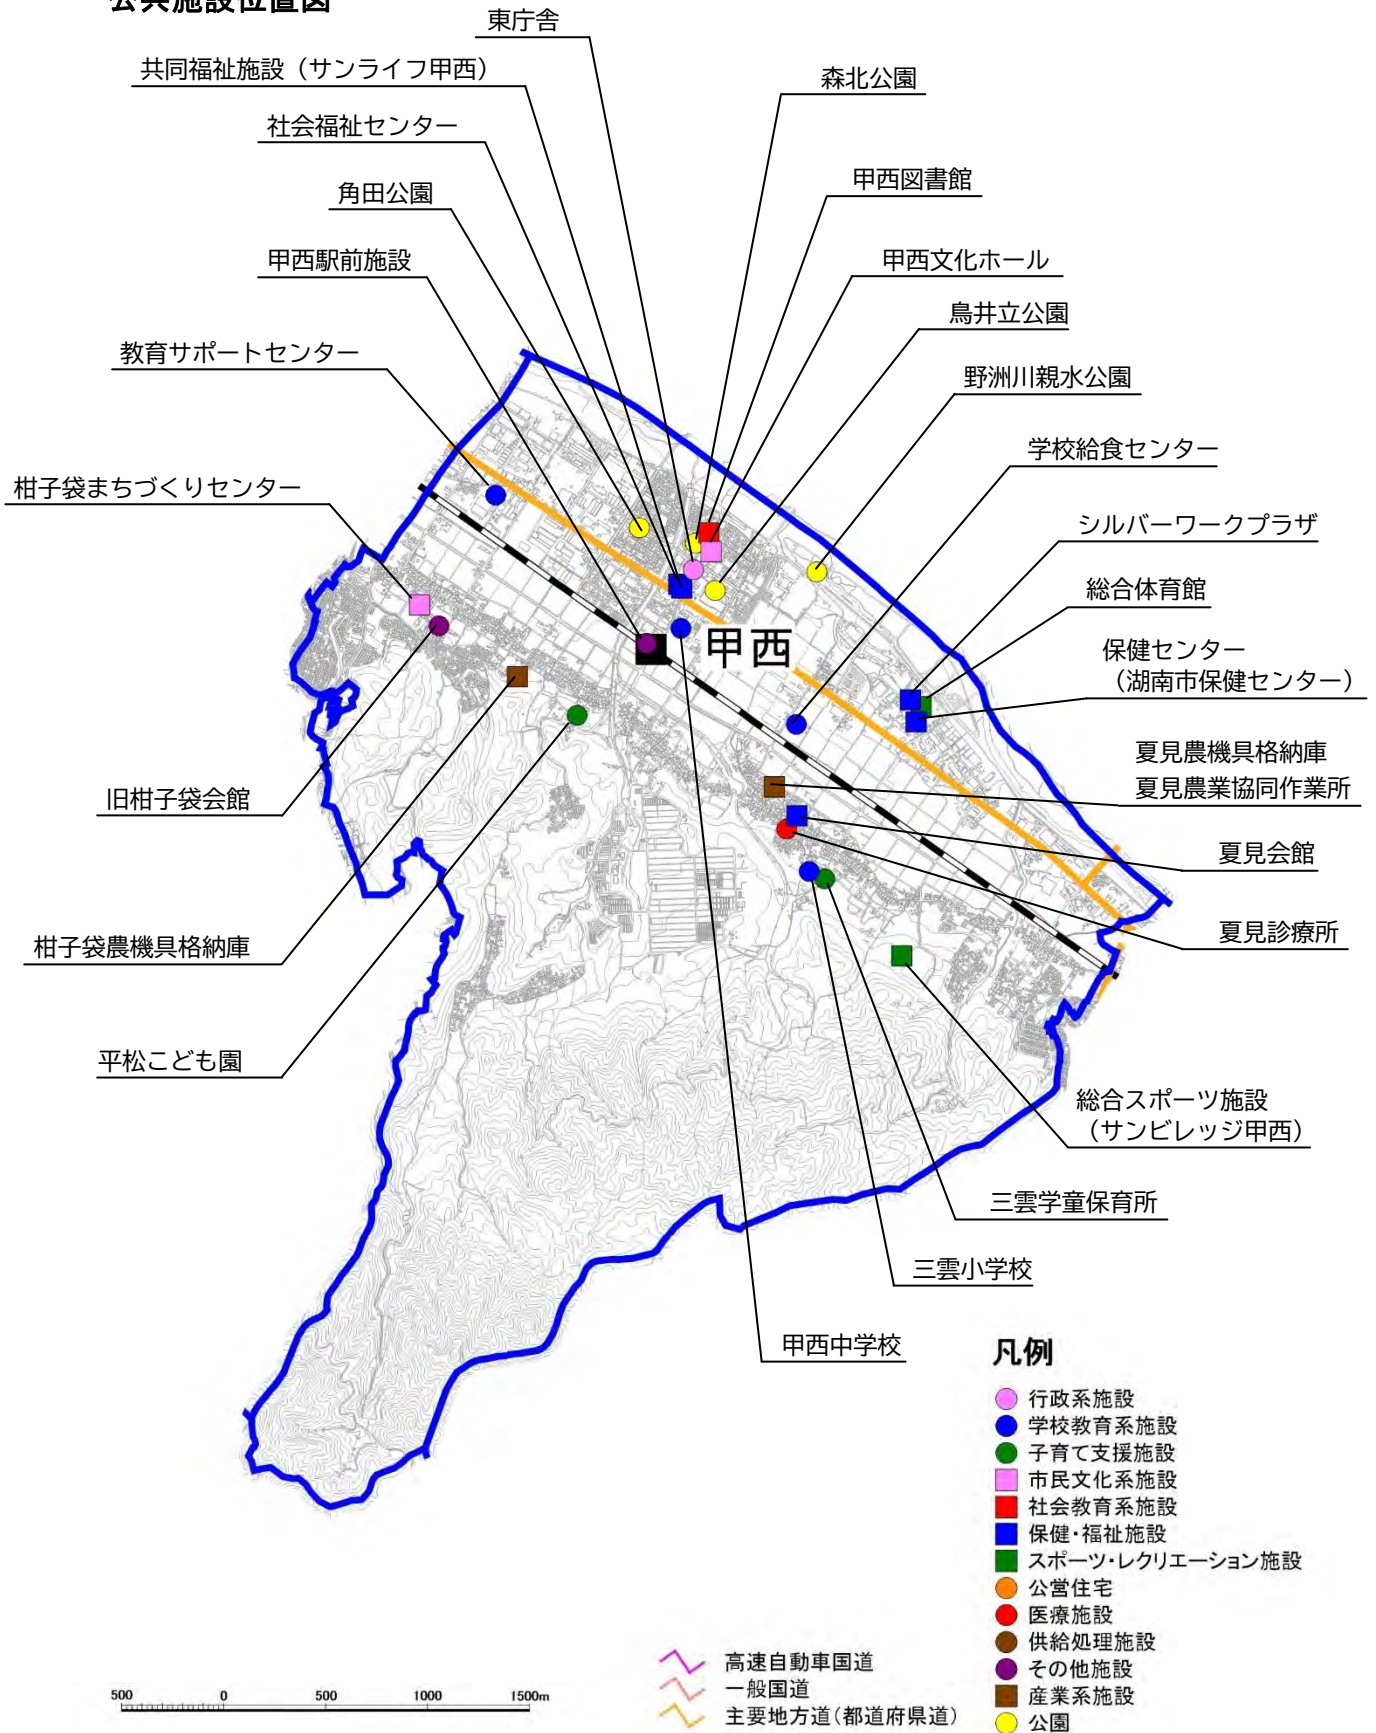 公共施設位置図
東庁舎
共同福祉施設（サンライフ甲西）
森北公園
社会福祉センター
甲西図書館
角田公園
甲西駅前施設
甲西文化ホール
鳥井立公園
教育サポートセンター
野洲川親水公園
学校給食センター
柑子袋まちづくりセンター
シルバーワークプラザ
総合体育館
甲西
保健センター
（湖南市保健センター）
夏見農機具格納庫
夏見農業協同作業所
旧柑子袋会館
夏見会館
柑子袋農機具格納庫
夏見診療所
平松こども園
総合スポーツ施設
（サンビレッジ甲西）
三雲学童保育所
三雲小学校
甲西中学校
凡例
行政系施設
学校教育系施設
子育て支援施設
市民文化系施設
社会教育系施設
保健・福祉施設
スポーツ・レクリエーション施設
公営住宅
医療施設
供給処理施設
その他施設
産業系施設
公園
高速自動車国道
一般国道
主要地方道（都道府県道）
500 0 500 1000 1500m